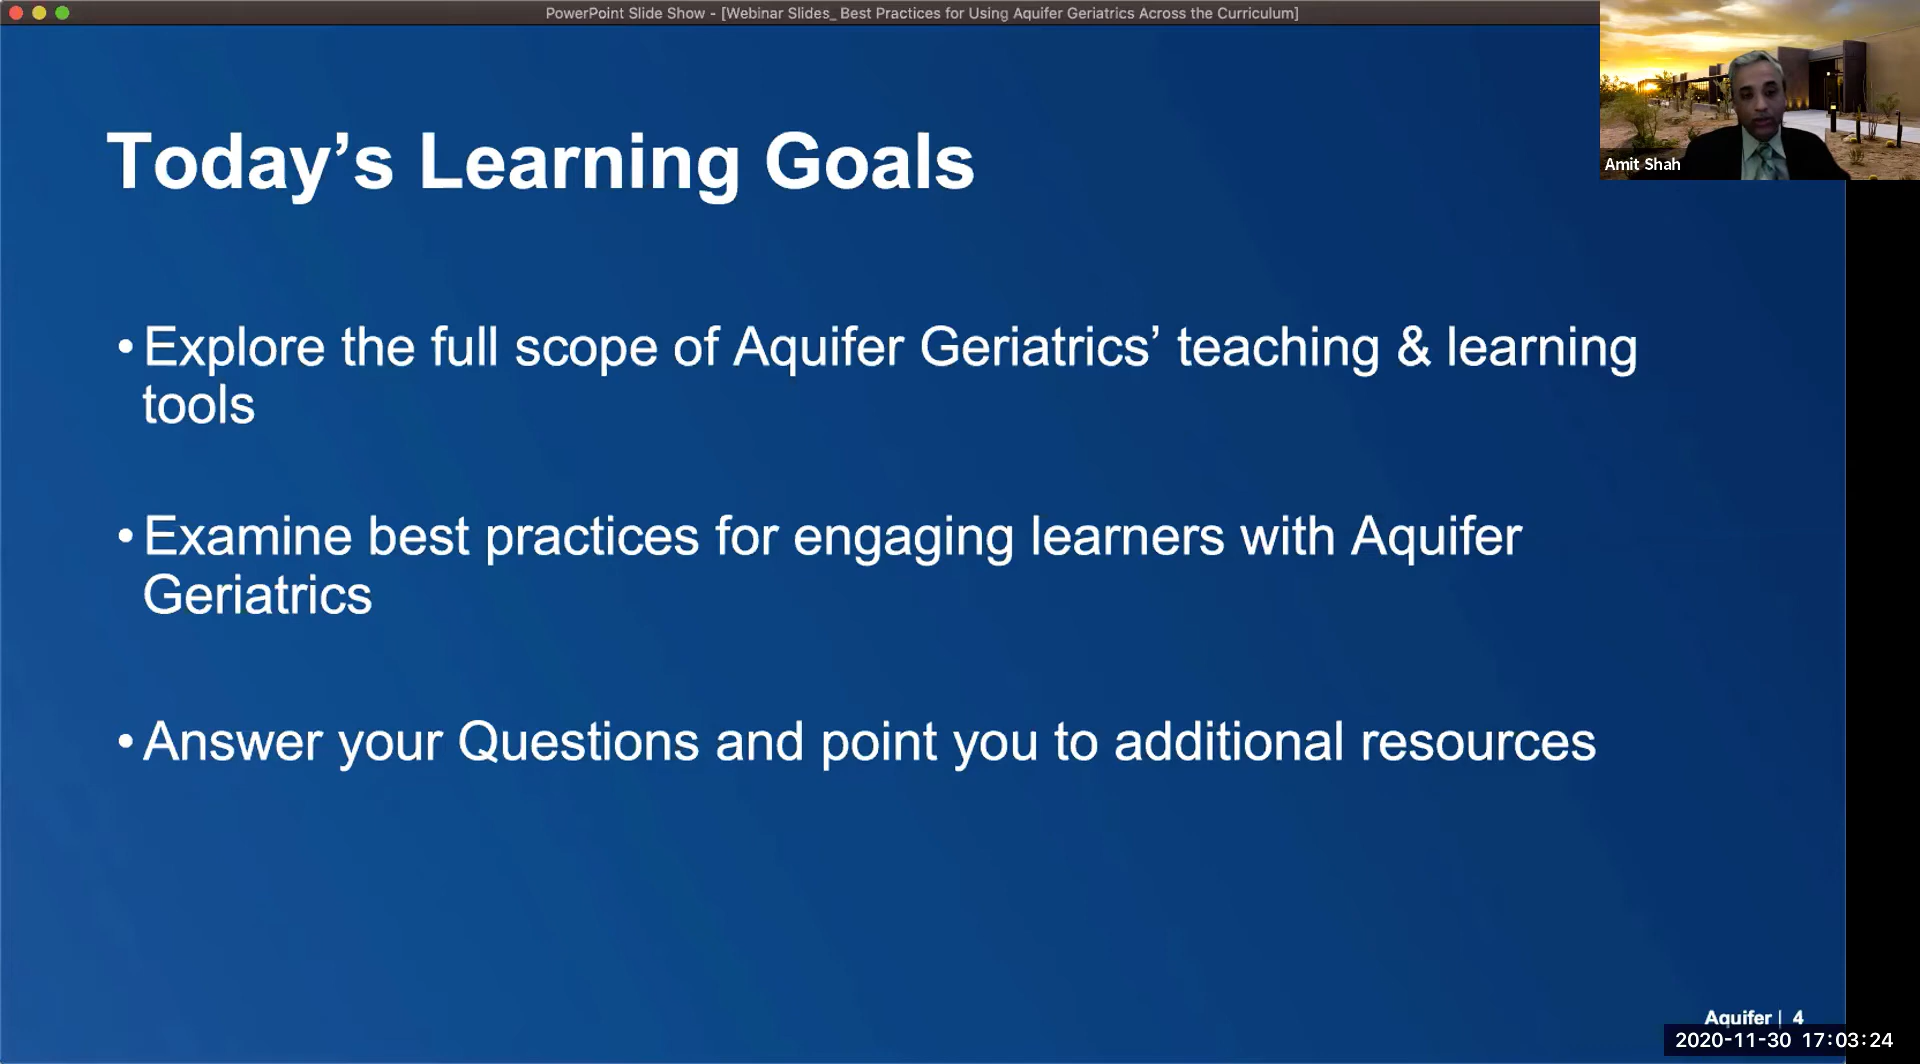 PowerPoint Slide Show - [Webinar Slides_ Best Practices for Using Aquifer Geriatrics Across the Curriculum]
Amit Shah
Today’s Learning Goals
• Explore the full scope of Aquifer Geriatrics’ teaching & learning
tools
• Examine best practices for engaging learners with Aquifer
Geriatrics
• Answer your Questions and point you to additional resources
Aquifer | 4
2020-11-30 17:03:24